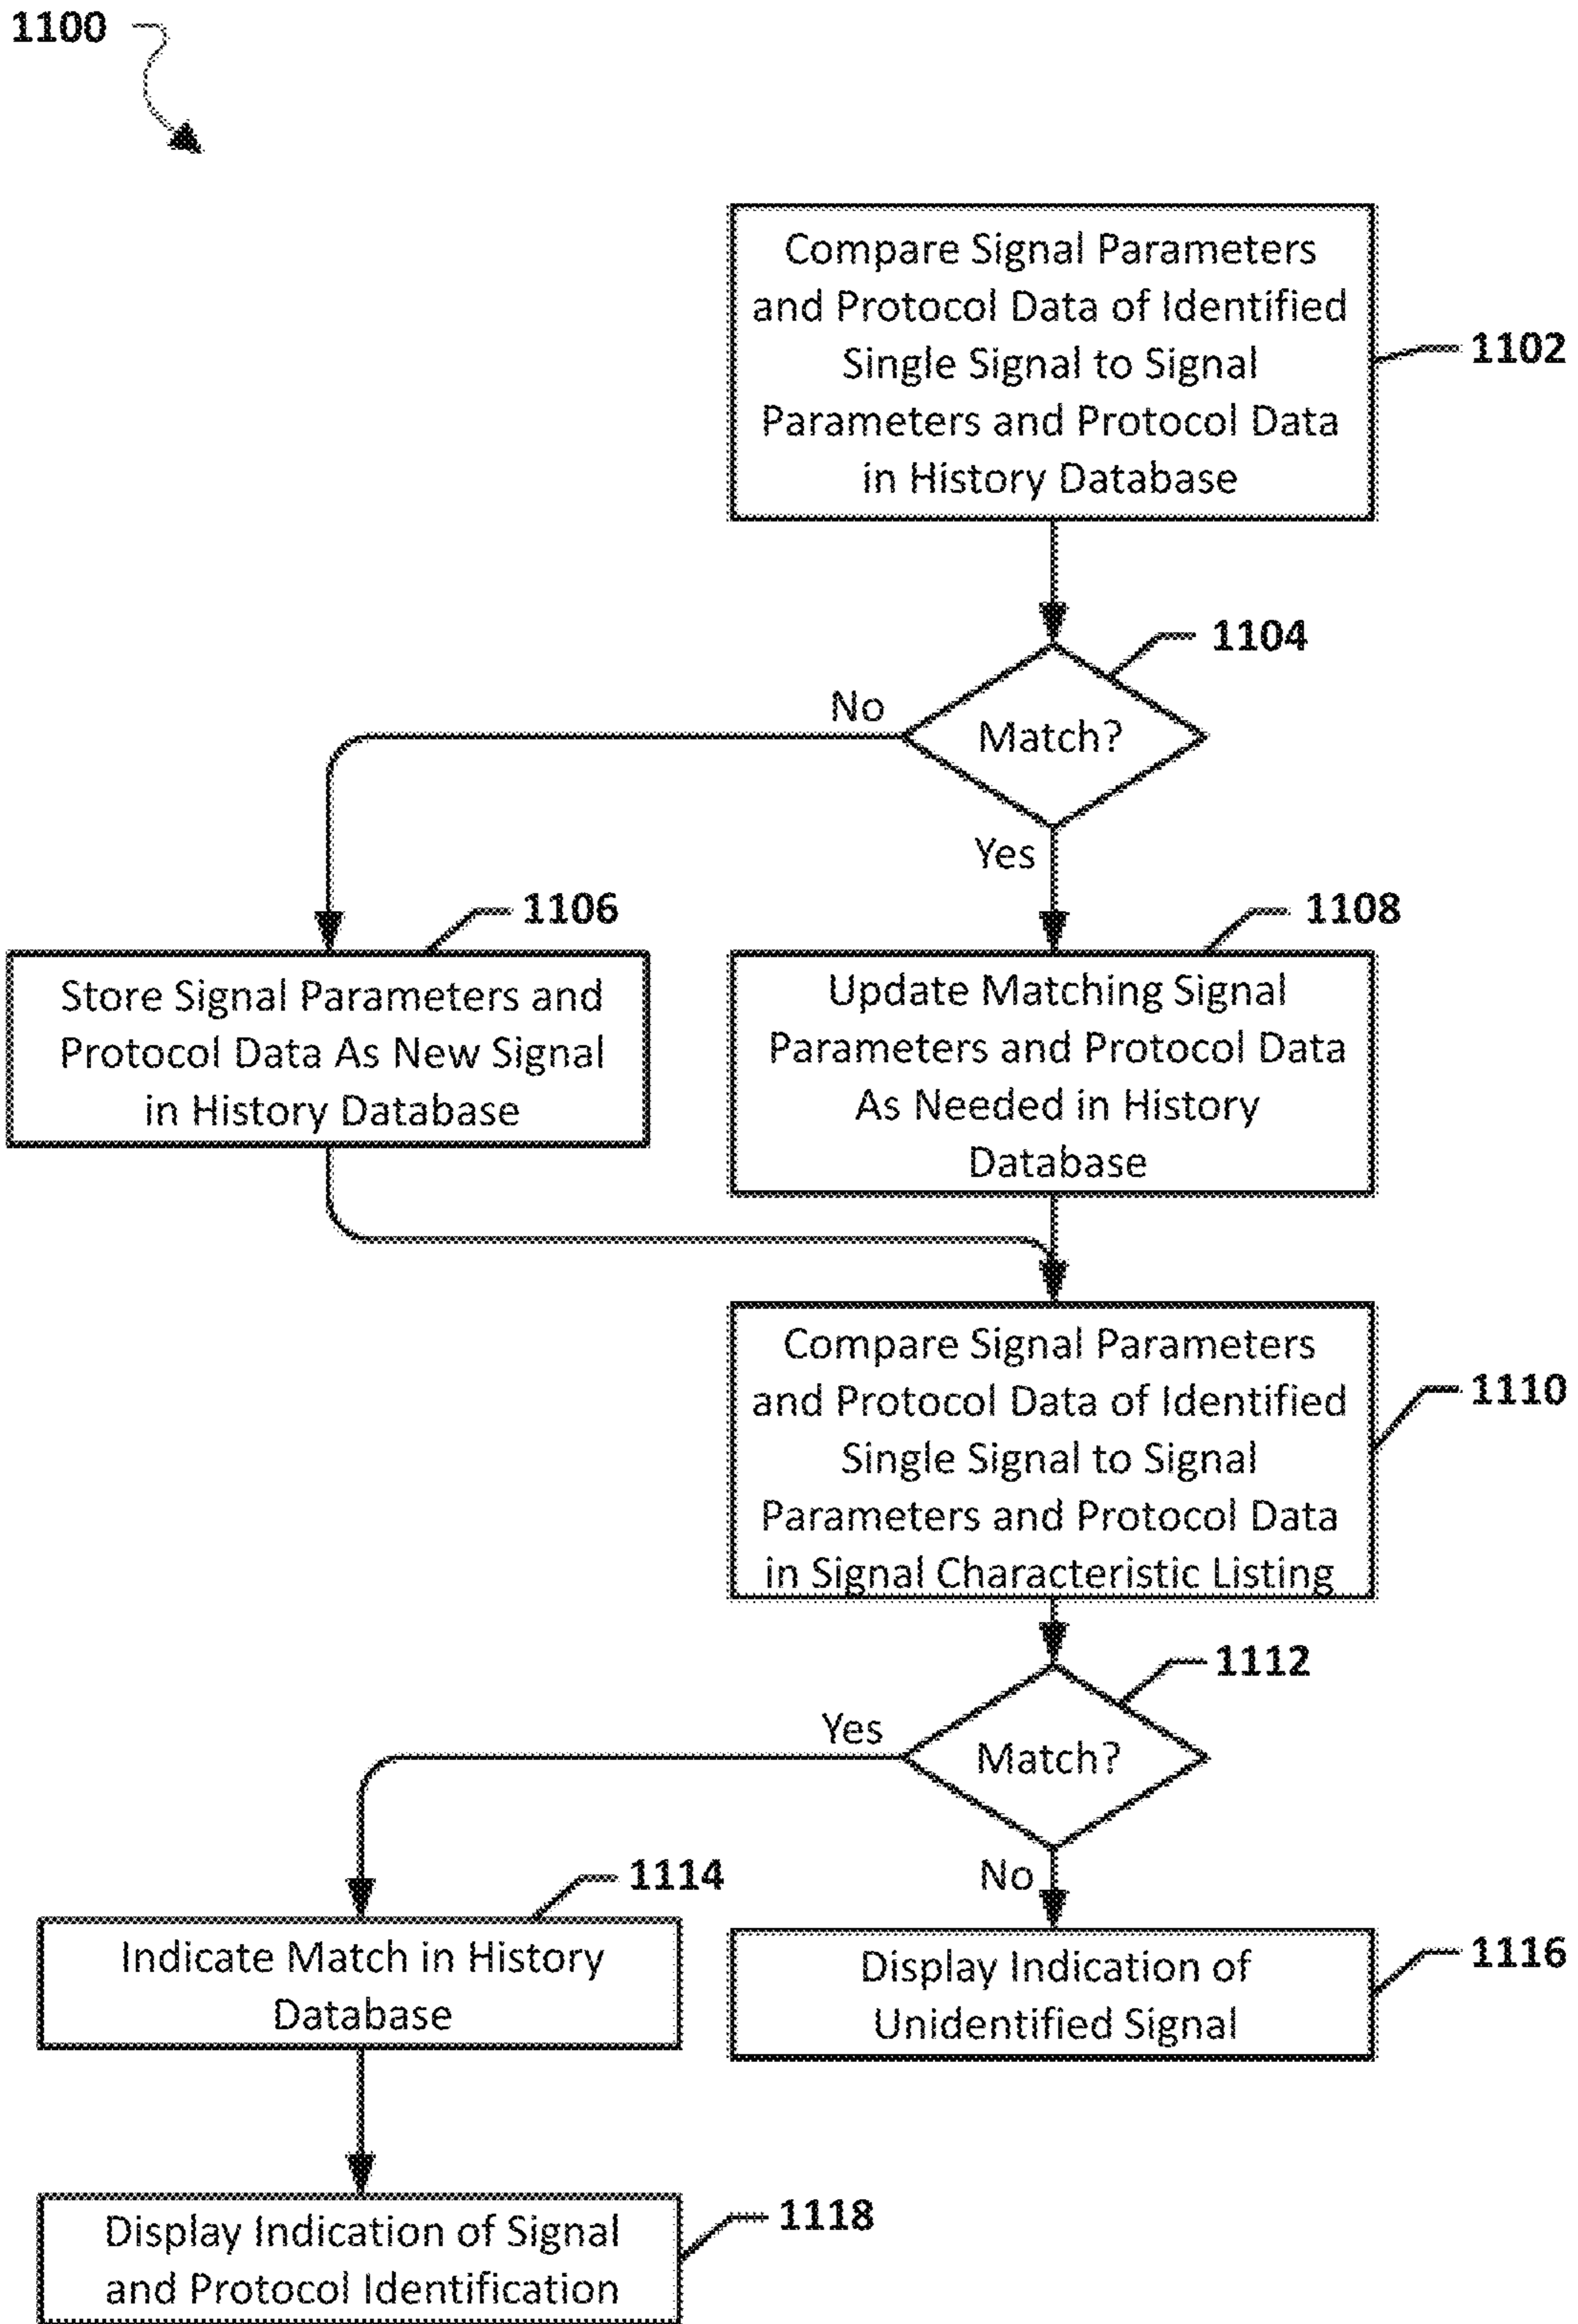 1100
Compare Signal Parameters
and Protocol Data of Identified
Single Signal to Signal
Parameters and Protocol Data
in History Database
1102
1104
Match?
No
Yes
1106
Store Signal Parameters and
Protocol Data As New Signal
in History Database
1108
Update Matching Signal
Parameters and Protocol Data
As Needed in History
Database
Compare Signal Parameters
and Protocol Data of Identified
Single Signal to Signal
Parameters and Protocol Data
in Signal Characteristic Listing
1110
1112
Match?
Yes
No
1114
Indicate Match in History
Database
Display Indication of
Unidentified Signal
1116
Display Indication of Signal
and Protocol Identification
1118